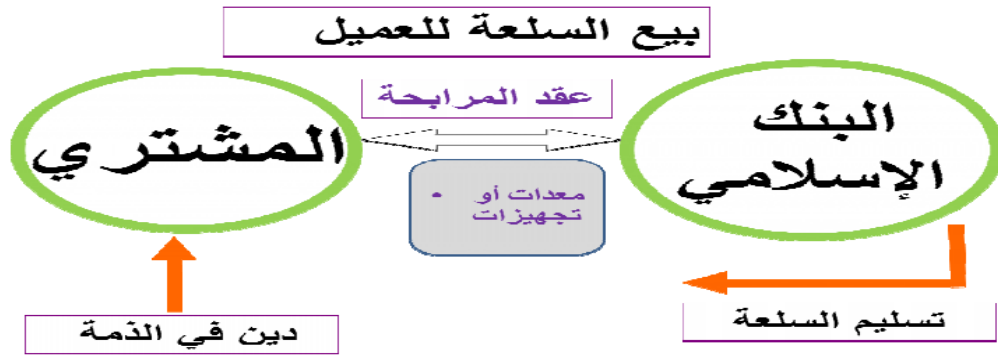 بيع السلعة للعميل
عقد المرابحة
البنك
الإسلامي
المشتري
• معدات أو
تجهيزات
تسليم السلعة
دين في الذمة